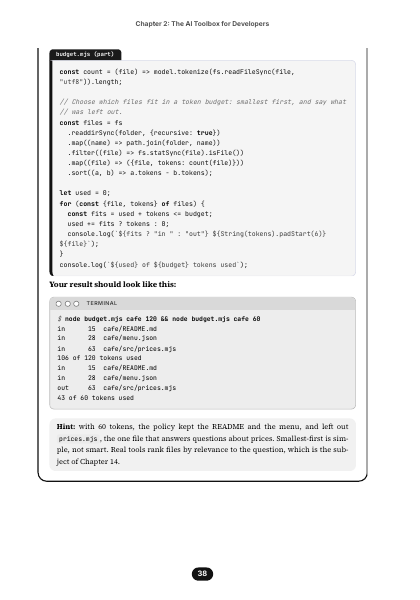 Chapter 2: The AI Toolbox for Developers
budget.mjs (part)
const count = (file) => model.tokenize(fs.readFileSync(file,
"utf8")).length;
// Choose which files fit in a token budget: smallest first, and say what
// was left out.
const files = fs
  .readdirSync(folder, {recursive: true})
  .map((name) => path.join(folder, name))
  .filter((file) => fs.statSync(file).isFile())
  .map((file) => ({file, tokens: count(file)}))
  .sort((a, b) => a.tokens - b.tokens);
let used = 0;
for (const {file, tokens} of files) {
  const fits = used + tokens <= budget;
  used += fits ? tokens : 0;
  console.log(`${fits ? "in " : "out"} ${String(tokens).padStart(6)}
${file}`);
}
console.log(`${used} of ${budget} tokens used`);
Your result should look like this:
TERMINAL
$ node budget.mjs cafe 120 && node budget.mjs cafe 60
in      15  cafe/README.md
in      28  cafe/menu.json
in      63  cafe/src/prices.mjs
106 of 120 tokens used
in      15  cafe/README.md
in      28  cafe/menu.json
out     63  cafe/src/prices.mjs
43 of 60 tokens used
Hint: with 60 tokens, the policy kept the README and the menu, and left out
prices.mjs, the one file that answers questions about prices. Smallest-first is sim-
ple, not smart. Real tools rank files by relevance to the question, which is the sub-
ject of Chapter 14.
38